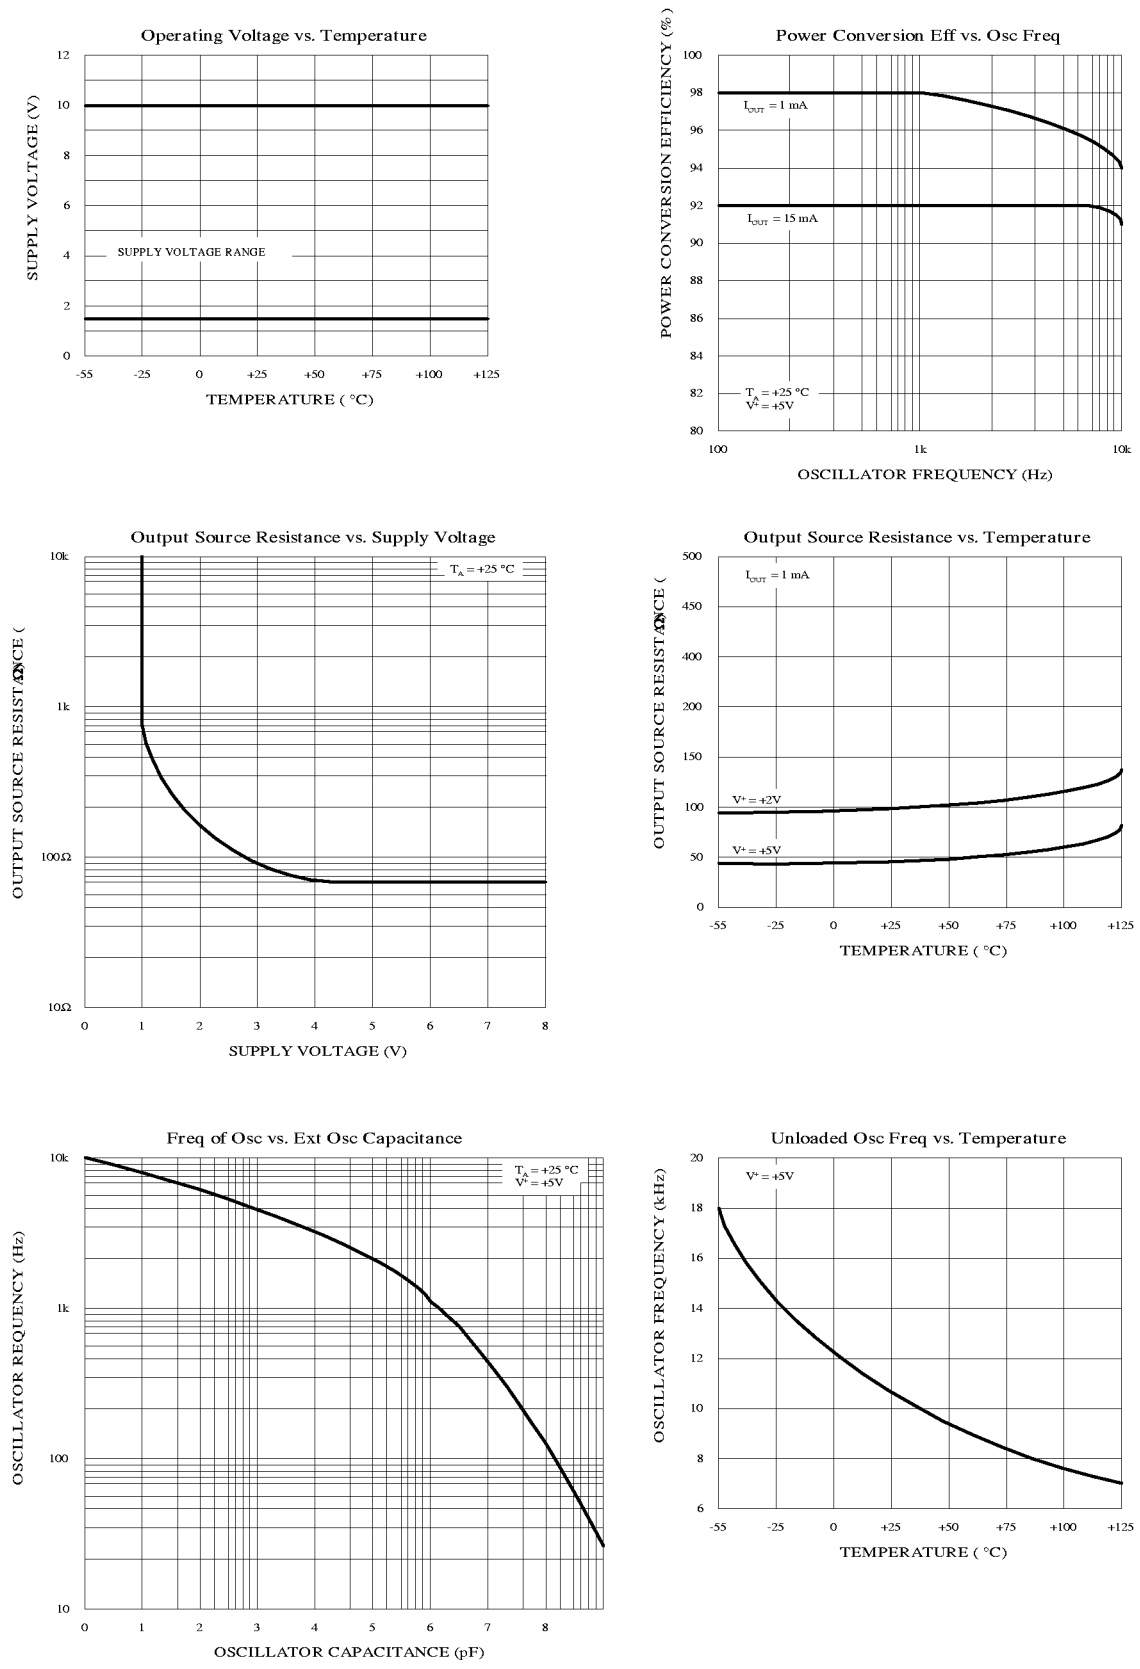 Operating Voltage vs. Temperature
SUPPLY VOLTAGE (V)
12
10
8
6
4
2
0
SUPPLY VOLTAGE RANGE
-55 -25 0 +25 +50 +75 +100 +125
TEMPERATURE ( °C)
Power Conversion Eff vs. Osc Freq
POWER CONVERSION EFFICIENCY (%)
100
98
96
94
92
90
88
86
84
82
80
IOUT = 1 mA
IOUT = 15 mA
TA = +25 °C
V+ = +5V
100 1k 10k
OSCILLATOR FREQUENCY (Hz)
Output Source Resistance vs. Supply Voltage
OUTPUT SOURCE RESISTANCE (Ω)
10k
1k
100Ω
10Ω
TA = +25 °C
0 1 2 3 4 5 6 7 8
SUPPLY VOLTAGE (V)
Output Source Resistance vs. Temperature
OUTPUT SOURCE RESISTANCE (Ω)
500
450
400
200
150
100
50
0
IOUT = 1 mA
V+ = +2V
V+ = +5V
-55 -25 0 +25 +50 +75 +100 +125
TEMPERATURE ( °C)
Freq of Osc vs. Ext Osc Capacitance
OSCILLATOR REQUENCY (Hz)
10k
1k
100
10
TA = +25 °C
V+ = +5V
0 1 2 3 4 5 6 7 8
OSCILLATOR CAPACITANCE (pF)
Unloaded Osc Freq vs. Temperature
OSCILLATOR FREQUENCY (kHz)
20
18
16
14
12
10
8
6
V+ = +5V
-55 -25 0 +25 +50 +75 +100 +125
TEMPERATURE ( °C)